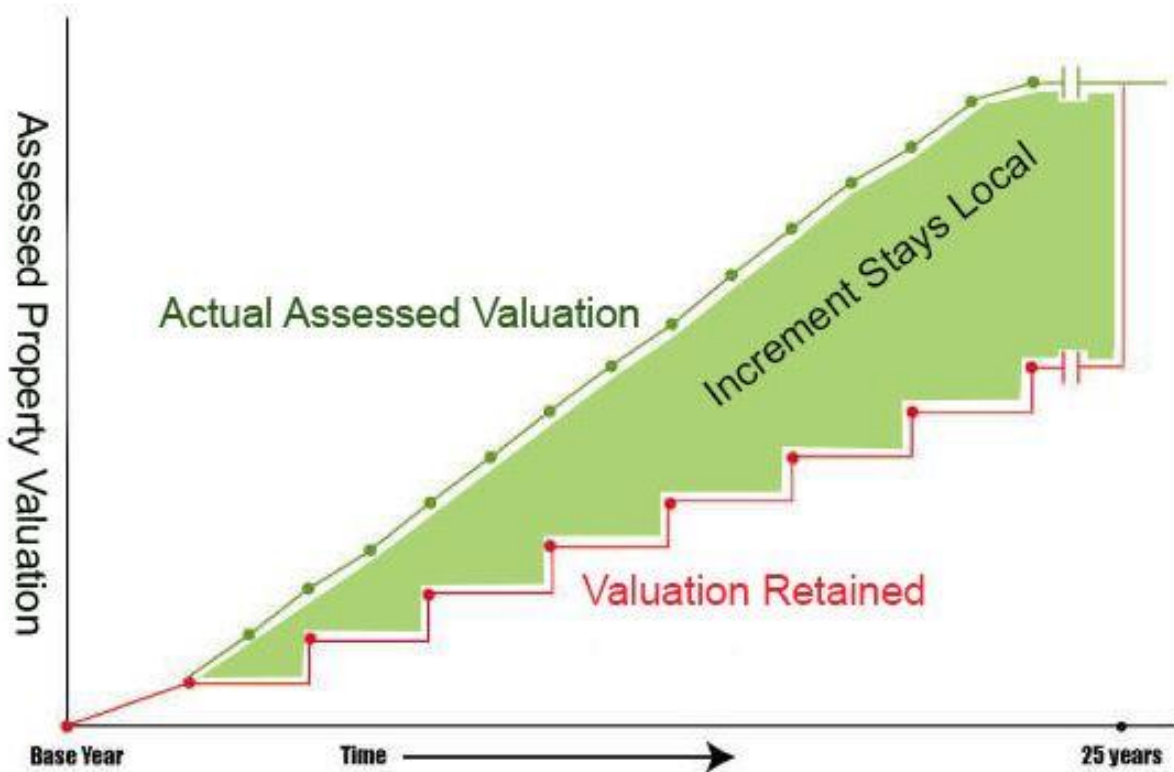 Assessed Property Valuation
Actual Assessed Valuation
Increment Stays Local
Valuation Retained
Base Year
Time
25 years